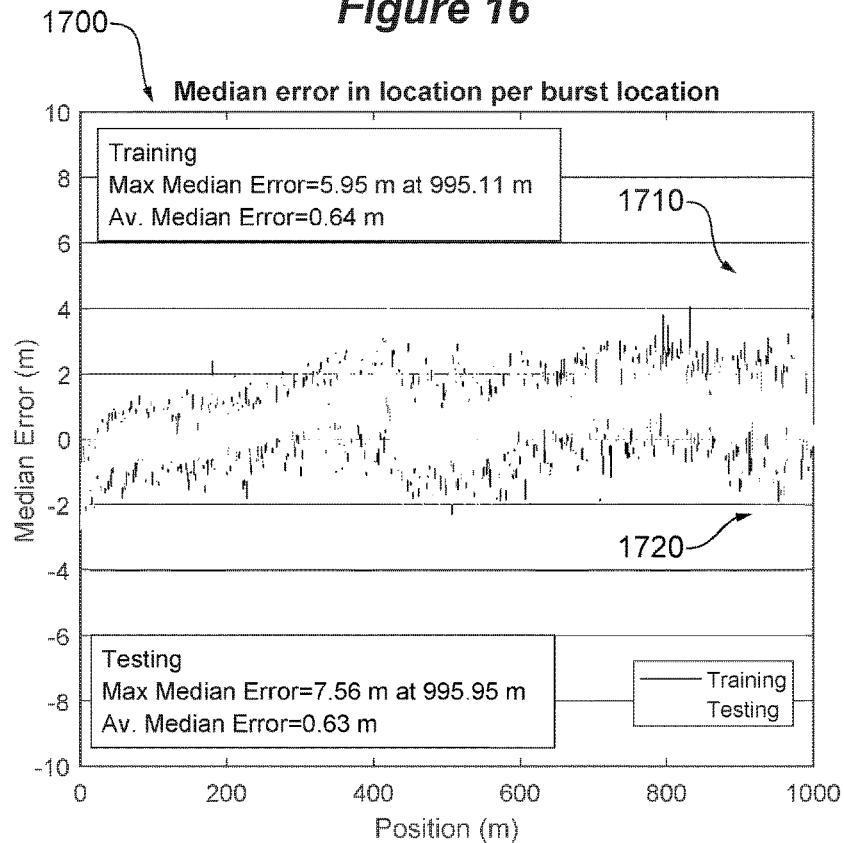 Figure 16
1700
Median error in location per burst location
10
8
6
4
2
0
-2
-4
-6
-8
-10
Median Error (m)
Training
Max Median Error=5.95 m at 995.11 m
Av. Median Error=0.64 m
1710
1720
Testing
Max Median Error=7.56 m at 995.95 m
Av. Median Error=0.63 m
Training
Testing
0 200 400 600 800 1000
Position (m)